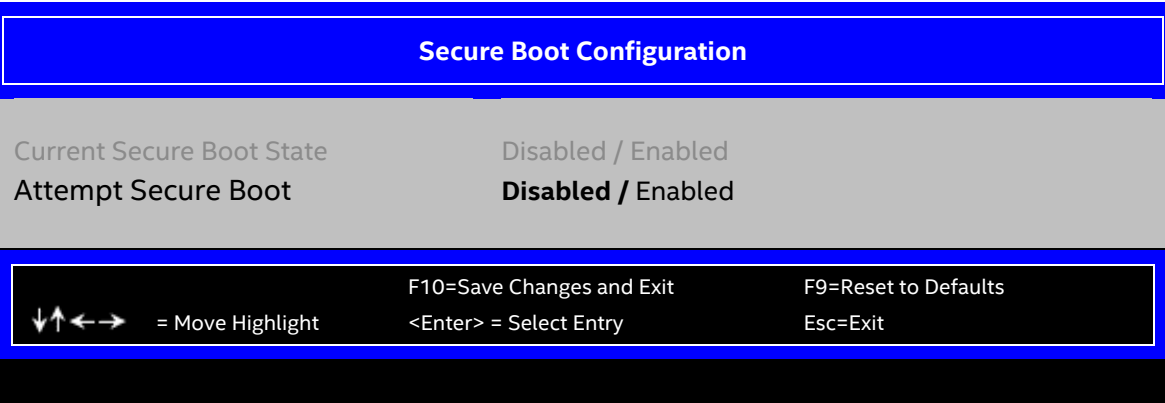 Secure Boot Configuration
Current Secure Boot State Disabled / Enabled
Attempt Secure Boot Disabled / Enabled
F10=Save Changes and Exit F9=Reset to Defaults
↓↑←→ = Move Highlight <Enter> = Select Entry Esc=Exit